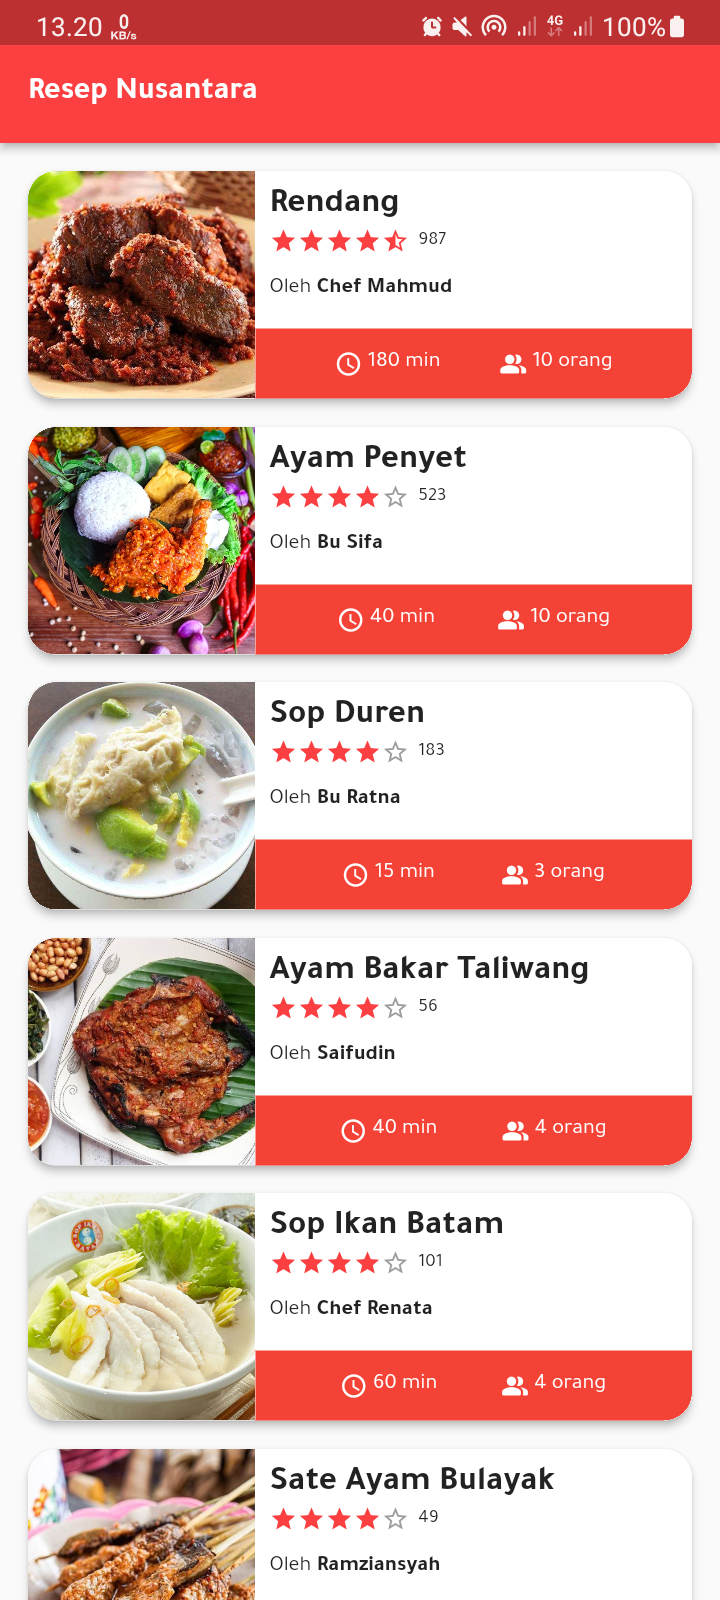 13.20 0 KB/s 4G 100%
Resep Nusantara
Rendang
987
Oleh Chef Mahmud
180 min 10 orang
Ayam Penyet
523
Oleh Bu Sifa
40 min 10 orang
Sop Duren
183
Oleh Bu Ratna
15 min 3 orang
Ayam Bakar Taliwang
56
Oleh Saifudin
40 min 4 orang
Sop Ikan Batam
101
Oleh Chef Renata
60 min 4 orang
Sate Ayam Bulayak
49
Oleh Ramziansyah